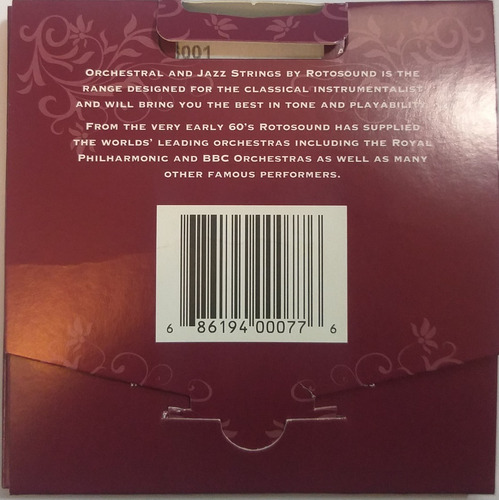 3001
ORCHESTRAL AND JAZZ STRINGS BY ROTOSOUND IS THE
RANGE DESIGNED FOR THE CLASSICAL INSTRUMENTALIST
AND WILL BRING YOU THE BEST IN TONE AND PLAYABILITY.
FROM THE VERY EARLY 60'S ROTOSOUND HAS SUPPLIED
THE WORLDS' LEADING ORCHESTRAS INCLUDING THE ROYAL
PHILHARMONIC AND BBC ORCHESTRAS AS WELL AS MANY
OTHER FAMOUS PERFORMERS.
6 86194 00077 6